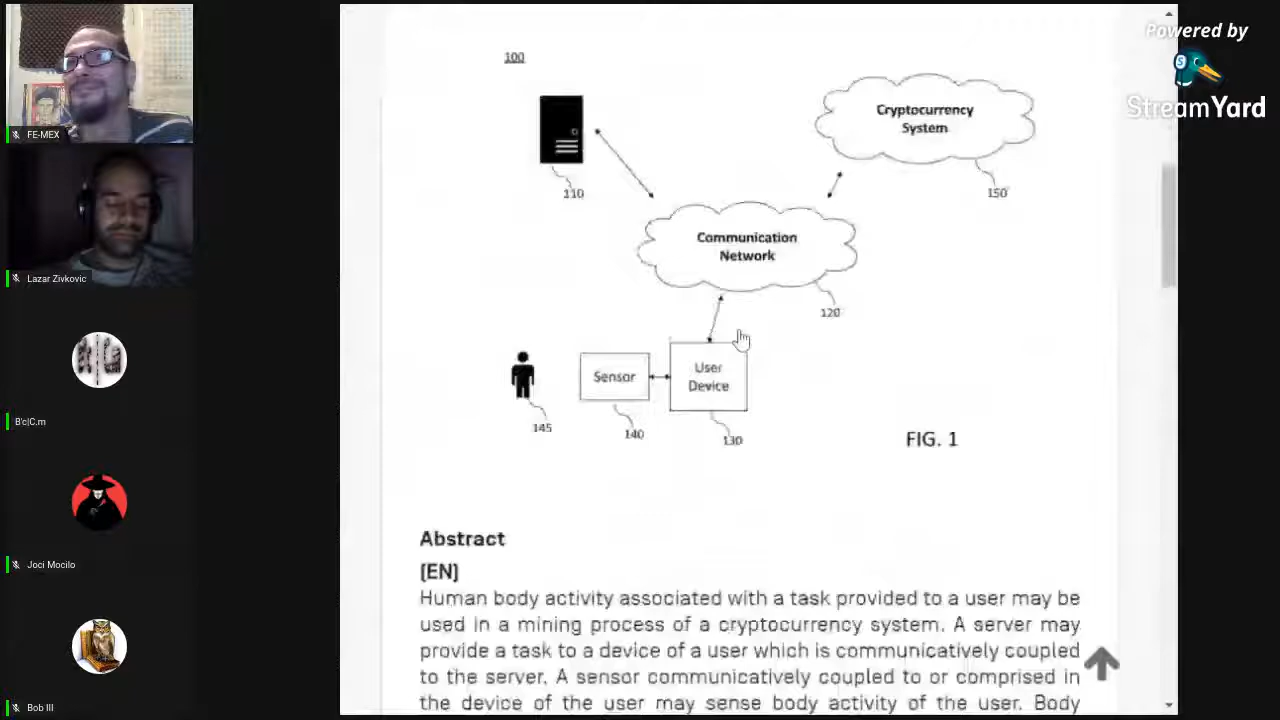 FE-MEX
Lazar Zivkovic
B'c|C.m
Joci Mocilo
Bob III
100
110
Cryptocurrency
System
150
Communication
Network
120
145
Sensor
140
User
Device
130
FIG. 1
Abstract
[EN]
Human body activity associated with a task provided to a user may be
used in a mining process of a cryptocurrency system. A server may
provide a task to a device of a user which is communicatively coupled
to the server. A sensor communicatively coupled to or comprised in
the device of the user may sense body activity of the user. Body
Powered by
StreamYard